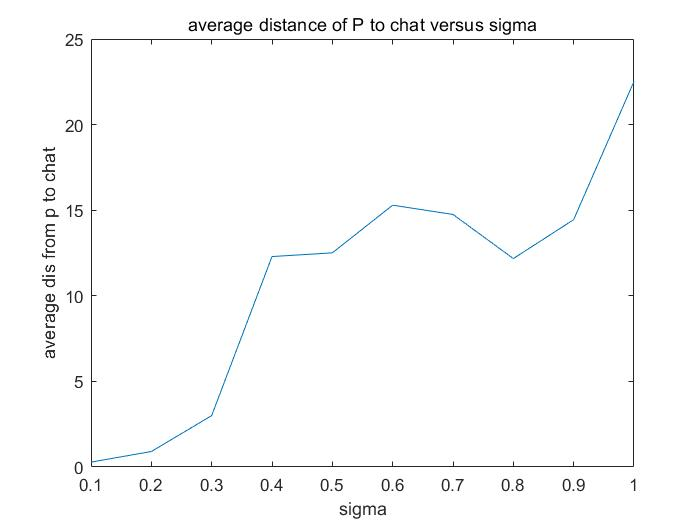 average distance of P to chat versus sigma
average dis from p to chat
25
20
15
10
5
0
0.1 0.2 0.3 0.4 0.5 0.6 0.7 0.8 0.9 1
sigma